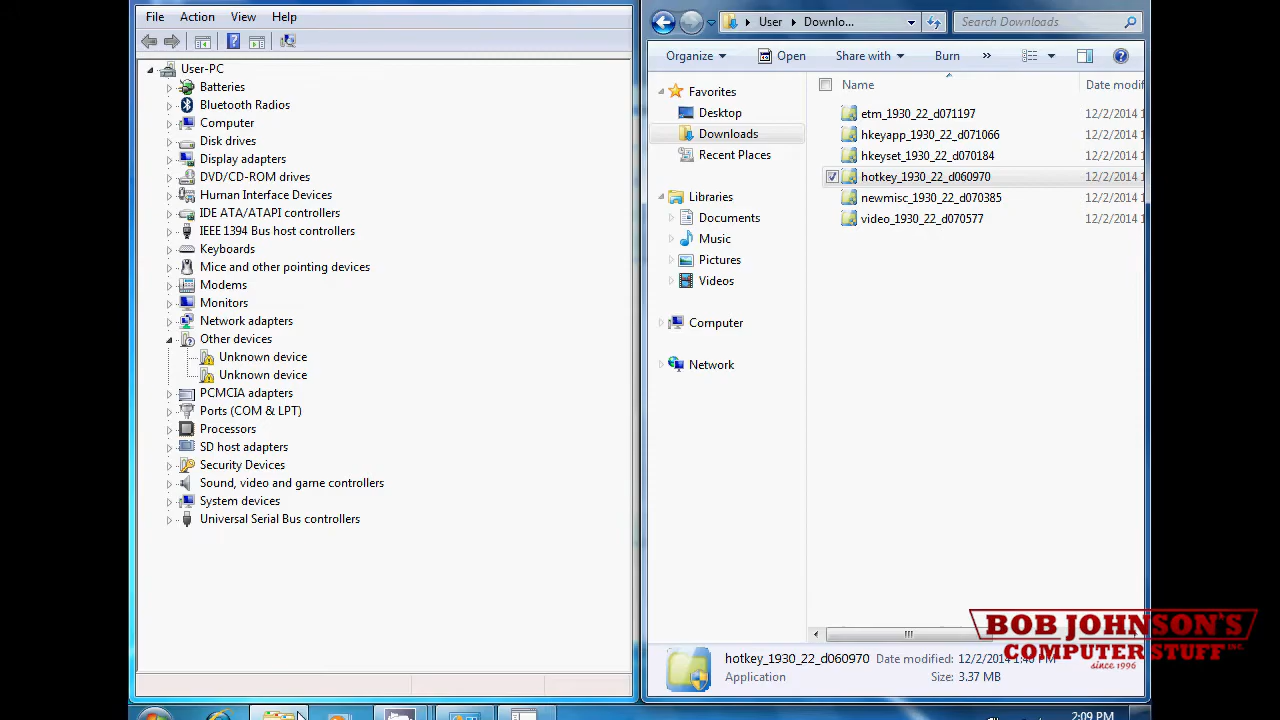 File Action View Help
User-PC
Batteries
Bluetooth Radios
Computer
Disk drives
Display adapters
DVD/CD-ROM drives
Human Interface Devices
IDE ATA/ATAPI controllers
IEEE 1394 Bus host controllers
Keyboards
Mice and other pointing devices
Modems
Monitors
Network adapters
Other devices
Unknown device
Unknown device
PCMCIA adapters
Ports (COM & LPT)
Processors
SD host adapters
Security Devices
Sound, video and game controllers
System devices
Universal Serial Bus controllers
User Downlo... Search Downloads
Organize Open Share with Burn »
Favorites
Desktop
Downloads
Recent Places
Libraries
Documents
Music
Pictures
Videos
Computer
Network
Name Date modif
etm_1930_22_d071197 12/2/2014 1
hkeyapp_1930_22_d071066 12/2/2014 1
hkeyset_1930_22_d070184 12/2/2014 1
hotkey_1930_22_d060970 12/2/2014 1
newmisc_1930_22_d070385 12/2/2014 1
video_1930_22_d070577 12/2/2014 1
hotkey_1930_22_d060970 Date modified: 12/2/2014 1:40 PM
Application Size: 3.37 MB
BOB JOHNSON'S
COMPUTER STUFF INC.
since 1996
2:09 PM